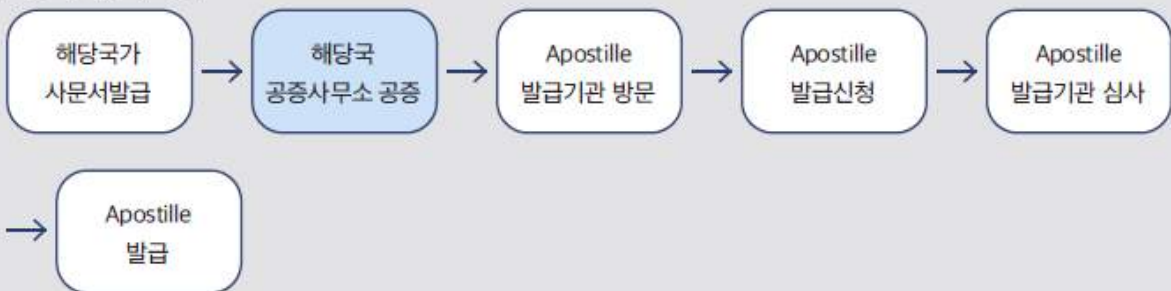 해당국가
사문서발급
해당국
공증사무소 공증
Apostille
발급기관 방문
Apostille
발급신청
Apostille
발급기관 심사
Apostille
발급